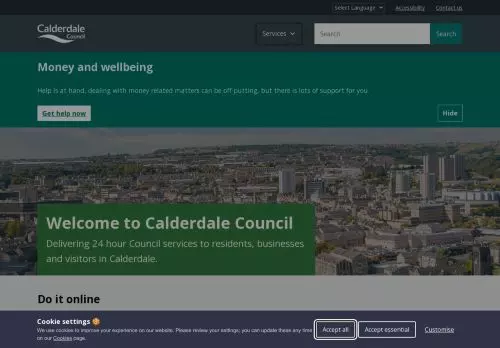 Select Language
Accessibility
Contact us
Calderdale
Council
Services
Search
Search
Money and wellbeing
Help is at hand, dealing with money related matters can be off putting, but there is lots of support for you
Get help now
Hide
Welcome to Calderdale Council
Delivering 24 hour Council services to residents, businesses
and visitors in Calderdale.
Do it online
Cookie settings 🍪
We use cookies to improve your experience on our website. Please review your settings; you can update these any time
on our Cookies page.
Accept all
Accept essential
Customise